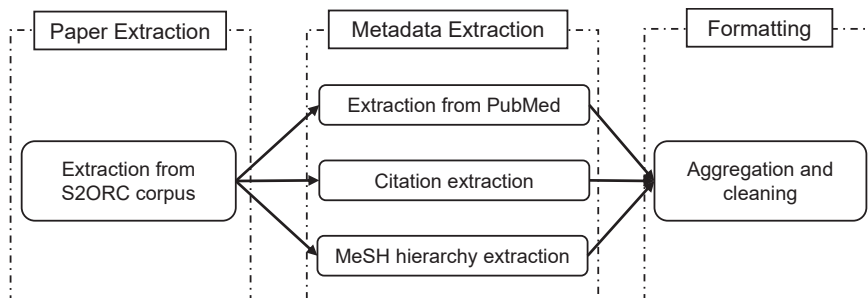 Paper Extraction
Metadata Extraction
Formatting
Extraction from PubMed
Extraction from
S2ORC corpus
Citation extraction
Aggregation and
cleaning
MeSH hierarchy extraction